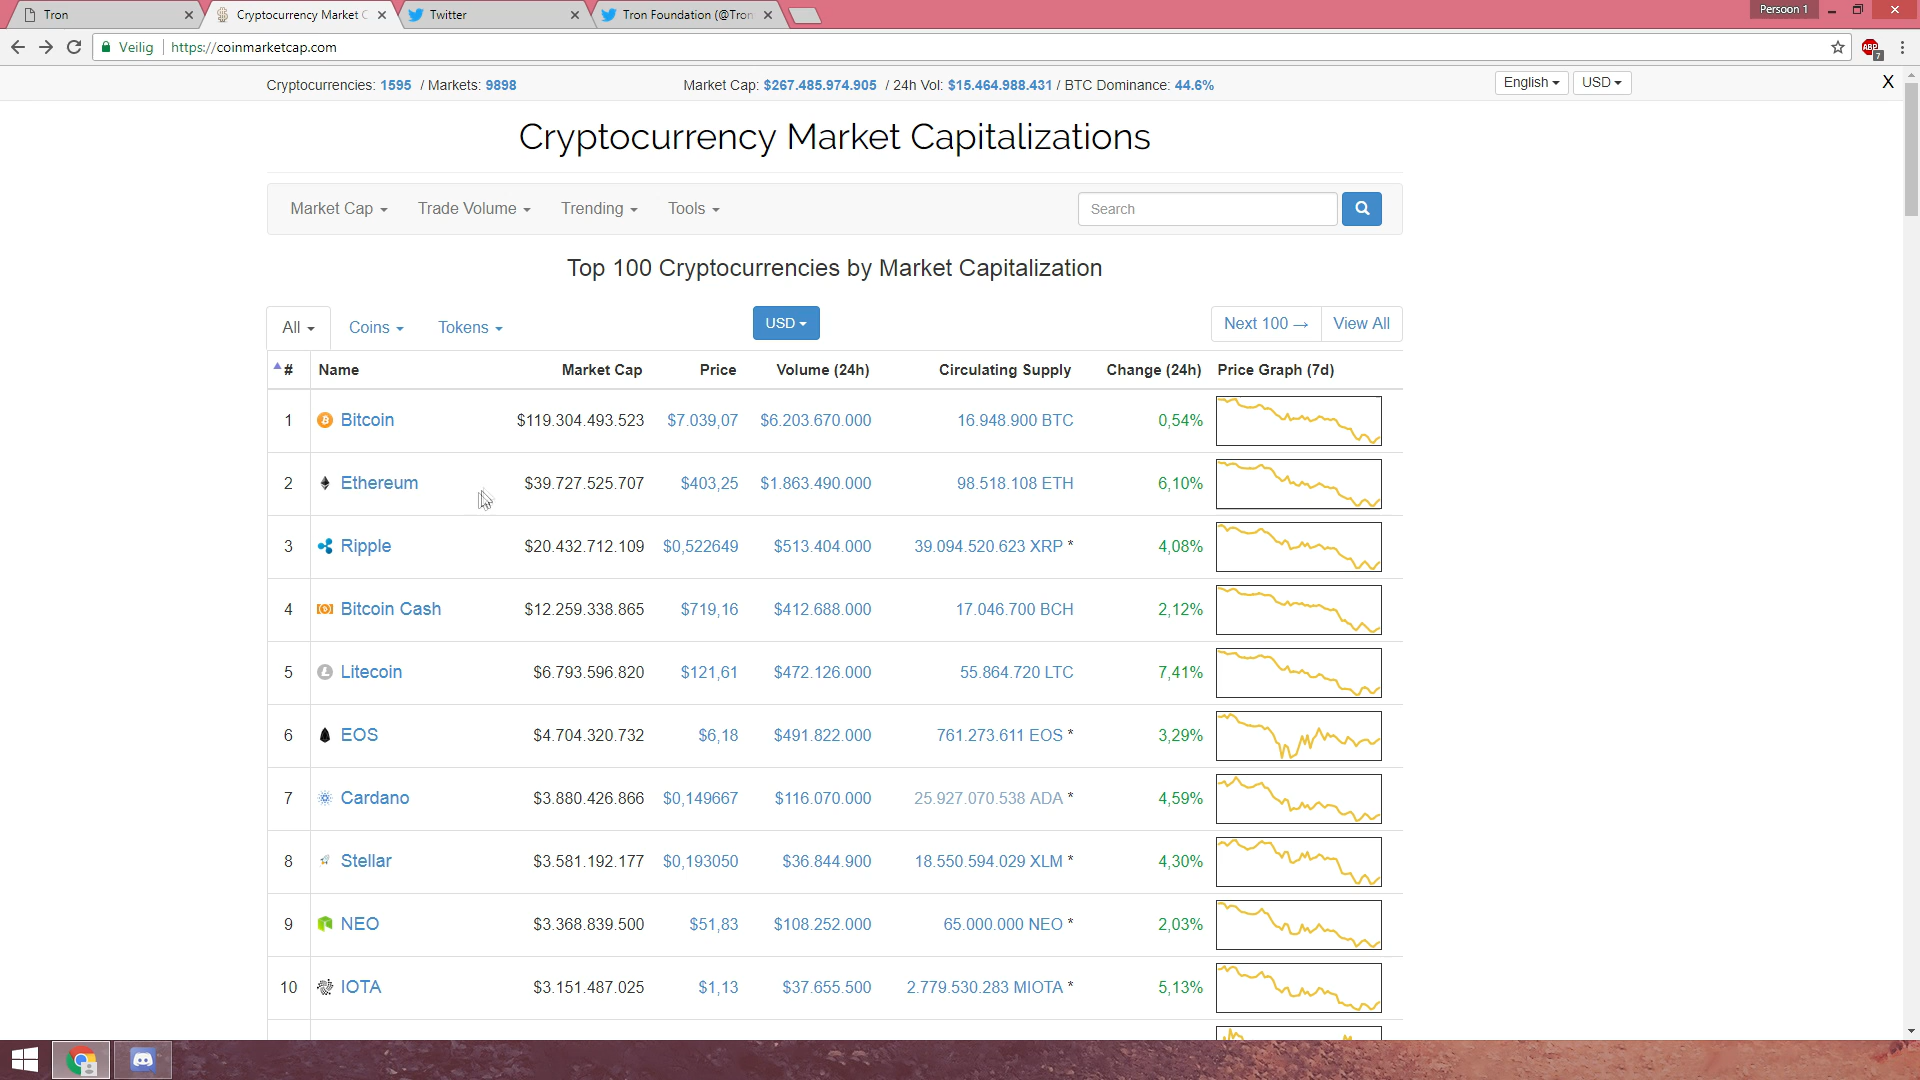 Tron
Cryptocurrency Market C
Twitter
Tron Foundation (@Tron
Persoon 1
Veilig
https://coinmarketcap.com
ABP
7
Cryptocurrencies: 1595 / Markets: 9898
Market Cap: $267.485.974.905 / 24h Vol: $15.464.988.431 / BTC Dominance: 44.6%
English
USD
X
Cryptocurrency Market Capitalizations
Market Cap
Trade Volume
Trending
Tools
Search
Top 100 Cryptocurrencies by Market Capitalization
All
Coins
Tokens
USD
Next 100 →
View All
# Name Market Cap Price Volume (24h) Circulating Supply Change (24h) Price Graph (7d)
1 Bitcoin $119.304.493.523 $7.039,07 $6.203.670.000 16.948.900 BTC 0,54%
2 Ethereum $39.727.525.707 $403,25 $1.863.490.000 98.518.108 ETH 6,10%
3 Ripple $20.432.712.109 $0,522649 $513.404.000 39.094.520.623 XRP * 4,08%
4 Bitcoin Cash $12.259.338.865 $719,16 $412.688.000 17.046.700 BCH 2,12%
5 Litecoin $6.793.596.820 $121,61 $472.126.000 55.864.720 LTC 7,41%
6 EOS $4.704.320.732 $6,18 $491.822.000 761.273.611 EOS * 3,29%
7 Cardano $3.880.426.866 $0,149667 $116.070.000 25.927.070.538 ADA * 4,59%
8 Stellar $3.581.192.177 $0,193050 $36.844.900 18.550.594.029 XLM * 4,30%
9 NEO $3.368.839.500 $51,83 $108.252.000 65.000.000 NEO * 2,03%
10 IOTA $3.151.487.025 $1,13 $37.655.500 2.779.530.283 MIOTA * 5,13%